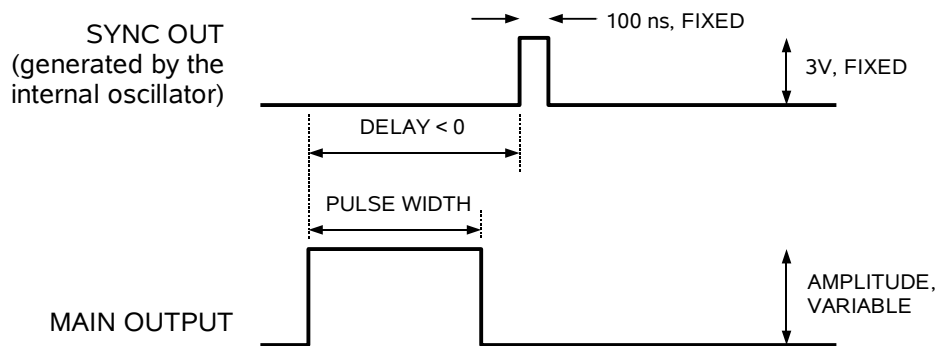 100 ns, FIXED
SYNC OUT
(generated by the
internal oscillator)
3V, FIXED
DELAY < 0
PULSE WIDTH
AMPLITUDE,
VARIABLE
MAIN OUTPUT